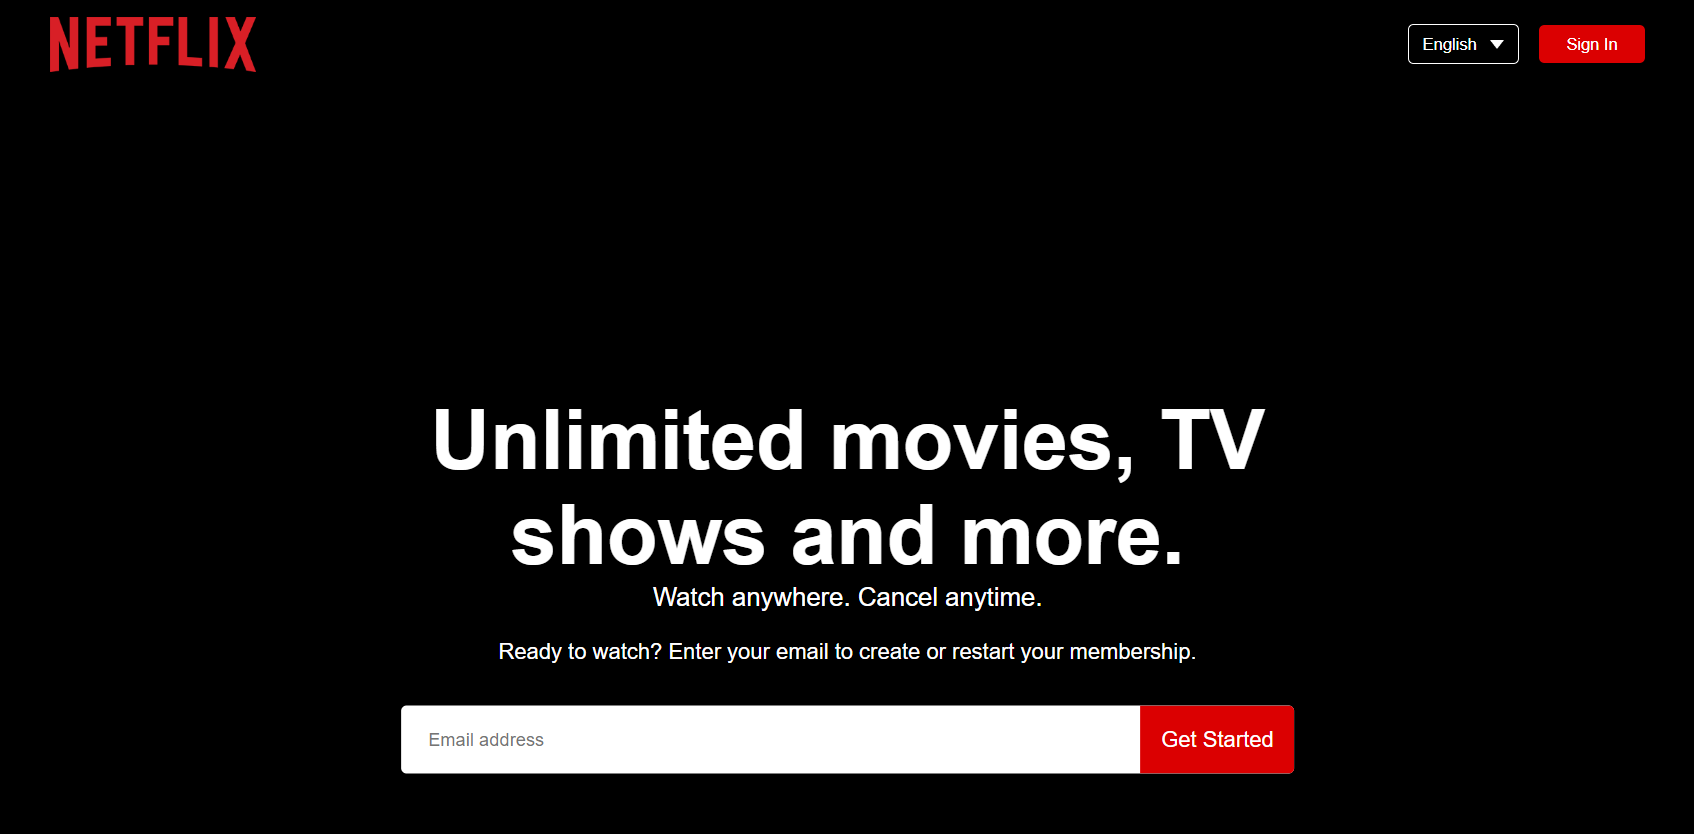 NETFLIX
English
Sign In
Unlimited movies, TV
shows and more.
Watch anywhere. Cancel anytime.
Ready to watch? Enter your email to create or restart your membership.
Email address
Get Started